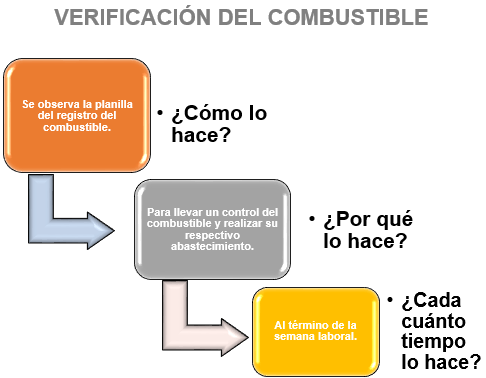 VERIFICACIÓN DEL COMBUSTIBLE
Se observa la planilla
del registro del
combustible.
• ¿Cómo lo
hace?
Para llevar un control del
combustible y realizar su
respectivo
abastecimiento.
• ¿Por qué
lo hace?
Al término de la
semana laboral.
• ¿Cada
cuánto
tiempo
lo hace?